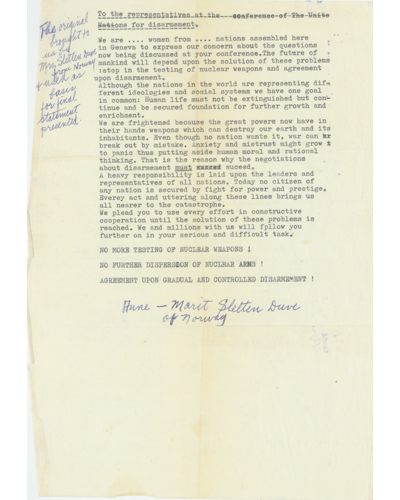 The original
brought to
us by
Mrs. Sletten Duve
from Norway
& used as
basis
for final
statement
presented.
To the representatives at the conference of The Unite
Nations for disarmement.
We are .... women from .... nations assembled here
in Geneva to express our concern about the questions
now being discussed at your conference.The future of
mankind will depend upon the solution of these problems
:stop in the testing of nuclear weapons and agreement
upon disarmement.
Although the nations in the world are representing dif-
ferent ideologies and social systems we have one goal
in common: Human life must not be extinguished but con-
tinue and be secured foundation for further growth and
enrichment.
We are frightened because the great powers now have in
their hands weapons which can destroy our earth and its
inhabitants. Even though no nation wants it, war can
break out by mistake. Anxiety and mistrust might grow
to panic thus putting aside human moral and rational
thinking. That is the reason why the negotiations
about disarmement must suceed.
A heavy responsibility is laid upon the leaders and
representatives of all nations. Today no citizen of
any nation is secured by fight for power and prestige.
Everey act and uttering along these lines brings us
all nearer to the catastrophe.
We plead you to use every effort in constructive
cooperation until the solution of these problems is
reached. We and millions with us will fpllow you
further on in your serious and difficult task.
NO MORE TESTING OF NUCLEAR WEAPONS !
NO FURTHER DISPERSION OF NUCLEAR ARMS !
AGREEMENT UPON GRADUAL AND CONTROLLED DISARMEMENT !
Anne - Marit Sletten Duve
of Norway